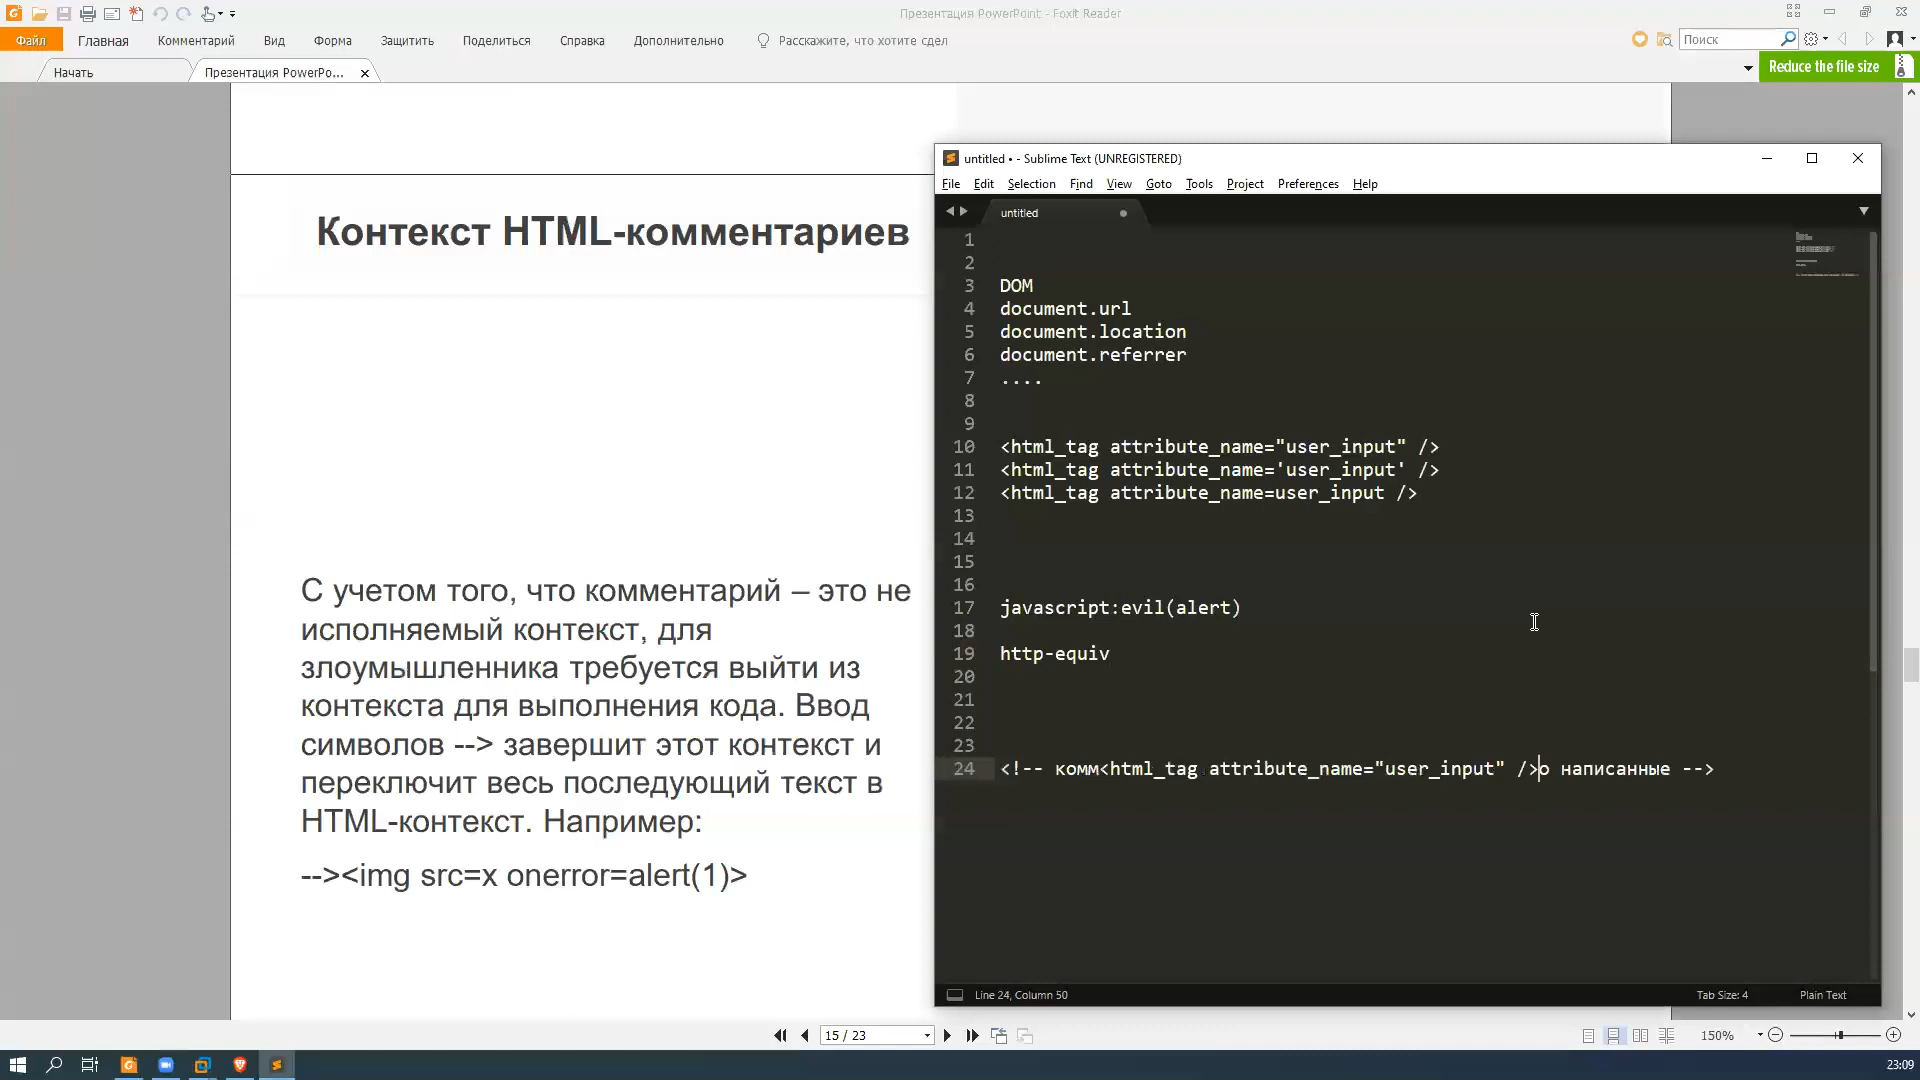 Презентация PowerPoint - Foxit Reader
Файл
Главная
Комментарий
Вид
Форма
Защитить
Поделиться
Справка
Дополнительно
Расскажите, что хотите сдел
Поиск
Начать
Презентация PowerPo...
Reduce the file size
Контекст HTML-комментариев
С учетом того, что комментарий – это не
исполняемый контекст, для
злоумышленника требуется выйти из
контекста для выполнения кода. Ввод
символов --> завершит этот контекст и
переключит весь последующий текст в
HTML-контекст. Например:
--><img src=x onerror=alert(1)>
untitled • - Sublime Text (UNREGISTERED)
File Edit Selection Find View Goto Tools Project Preferences Help
untitled
1
2
3 DOM
4 document.url
5 document.location
6 document.referrer
7 ....
8
9
10 <html_tag attribute_name="user_input" />
11 <html_tag attribute_name='user_input' />
12 <html_tag attribute_name=user_input />
13
14
15
16
17 javascript:evil(alert)
18
19 http-equiv
20
21
22
23
24 <!-- комм<html_tag attribute_name="user_input" />о написанные -->
Line 24, Column 50
Tab Size: 4
Plain Text
15 / 23
150%
23:09